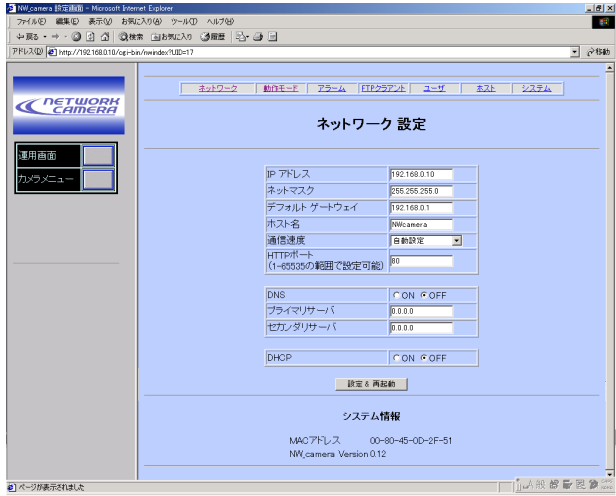 NW_camera 設定画面 - Microsoft Internet Explorer
ファイル(F) 編集(E) 表示(V) お気に入り(A) ツール(T) ヘルプ(H)
戻る 検索 お気に入り 履歴
アドレス(D) http://192.168.0.10/cgi-bin/nwindex?UID=17 移動
NETWORK CAMERA
運用画面
カメラメニュー
ネットワーク 動作モード アラーム FTPクライアント ユーザ ホスト システム
ネットワーク 設定
IP アドレス 192.168.0.10
ネットマスク 255.255.255.0
デフォルト ゲートウェイ 192.168.0.1
ホスト名 NWcamera
通信速度 自動設定
HTTPポート
(1-65535の範囲で設定可能) 80
DNS ON OFF
プライマリサーバ 0.0.0.0
セカンダリサーバ 0.0.0.0
DHCP ON OFF
設定 & 再起動
システム情報
MACアドレス 00-80-45-0D-2F-51
NW_camera Version 0.12
ページが表示されました
A 般